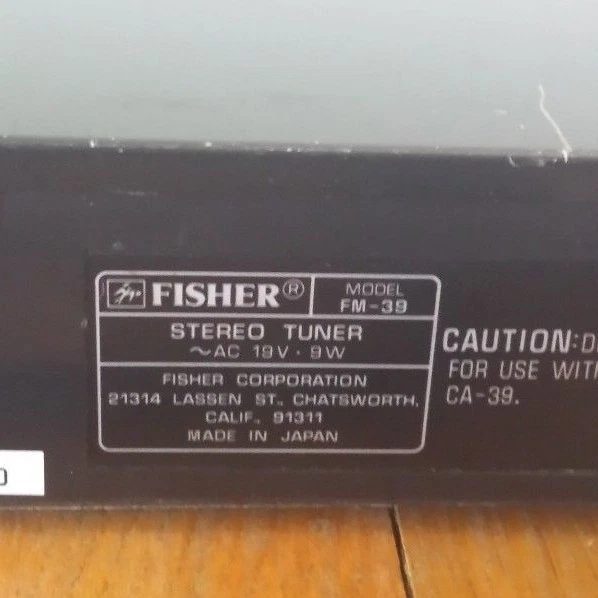 FISHER®
MODEL
FM-39
STEREO TUNER
~AC 19V · 9W
FISHER CORPORATION
21314 LASSEN ST., CHATSWORTH,
CALIF., 91311
MADE IN JAPAN
CAUTION:
FOR USE
CA-39.